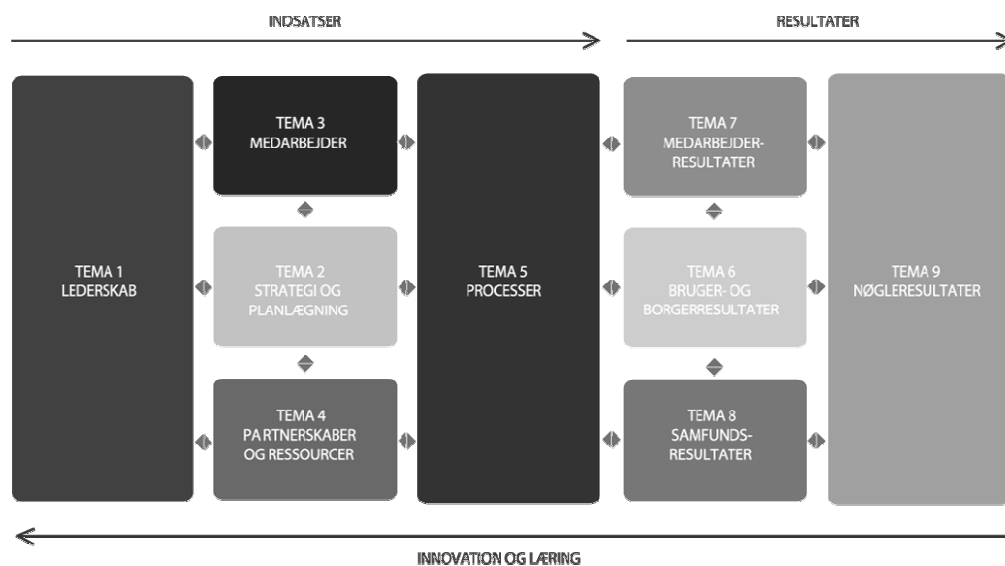 INDSATSER
RESULTATER
TEMA 1
LEDERSKAB
TEMA 3
MEDARBEJDER
TEMA 2
STRATEGI OG
PLANLÆGNING
TEMA 4
PARTNERSKABER
OG RESSOURCER
TEMA 5
PROCESSER
TEMA 7
MEDARBEJDER-
RESULTATER
TEMA 6
BRUGER- OG
BORGERRESULTATER
TEMA 8
SAMFUNDS-
RESULTATER
TEMA 9
NØGLERESULTATER
INNOVATION OG LÆRING